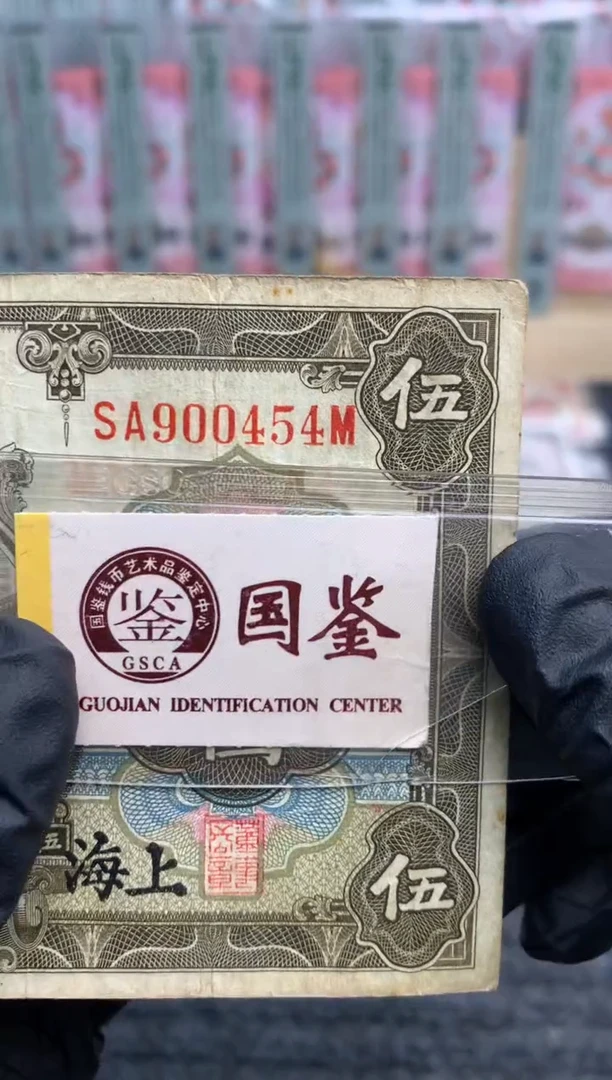 伍
SA900454M
国鉴钱币艺术品鉴定中心
鉴
GSCA
国鉴
GUOJIAN IDENTIFICATION CENTER
五
海上
伍